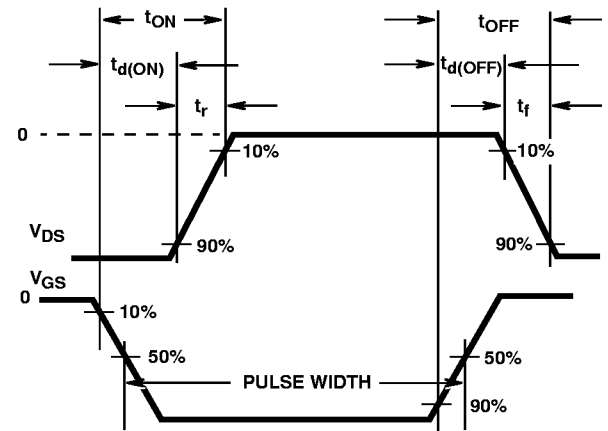 tON
tOFF
td(ON)
td(OFF)
tr
tf
0
10%
10%
VDS
90%
90%
VGS
0
10%
50%
50%
PULSE WIDTH
90%